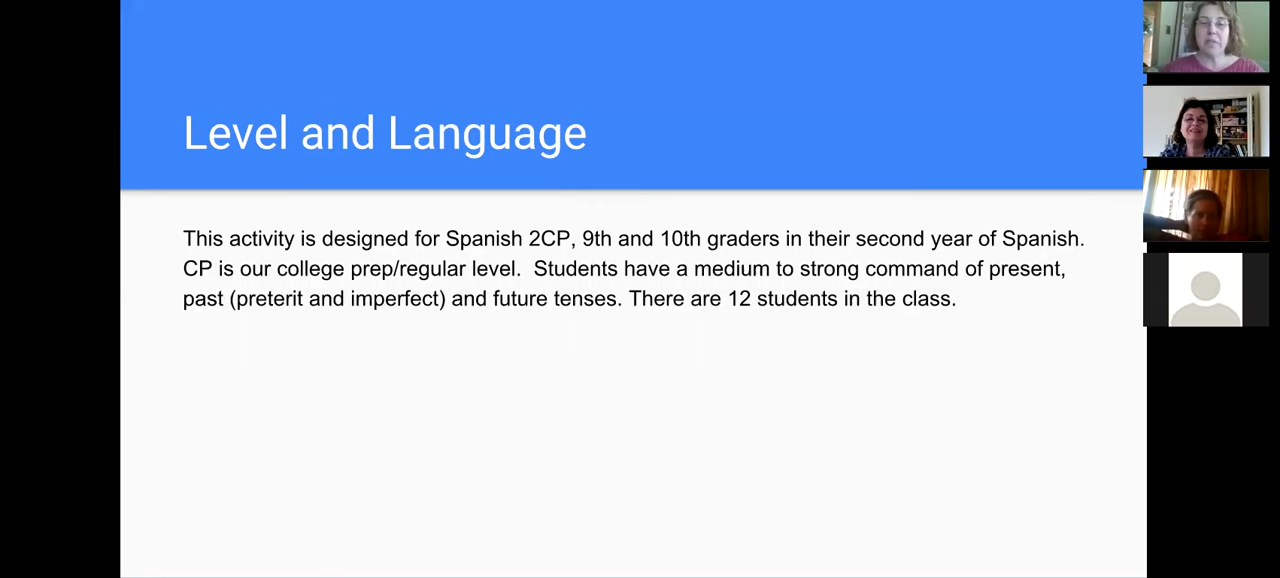 Level and Language
This activity is designed for Spanish 2CP, 9th and 10th graders in their second year of Spanish.
CP is our college prep/regular level.  Students have a medium to strong command of present,
past (preterit and imperfect) and future tenses. There are 12 students in the class.